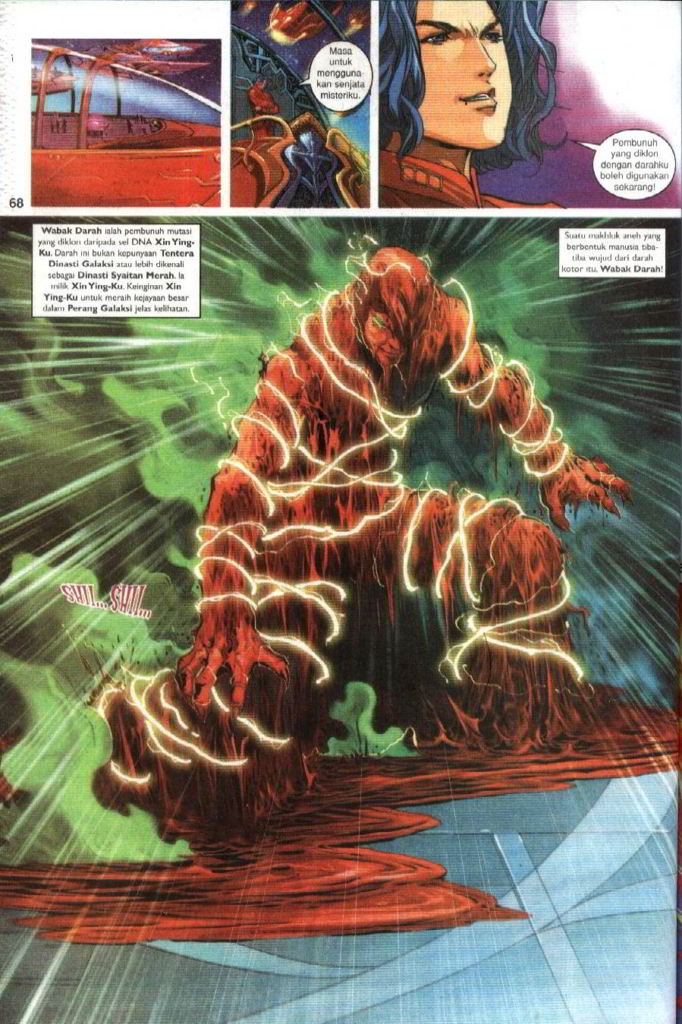 Masa
untuk
mengguna-
kan senjata
misteriku.
Pembunuh
yang diklon
dengan darahku
boleh digunakan
sekarang!
68
Wabak Darah ialah pembunuh mutasi
yang diklon daripada sel DNA Xin Ying-
Ku. Darah ini bukan kepunyaan Tentera
Dinasti Galaksi atau lebih dikenali
sebagai Dinasti Syaitan Merah. Ia
milik Xin Ying-Ku. Keinginan Xin
Ying-Ku untuk meraih kejayaan besar
dalam Perang Galaksi jelas kelihatan.
Suatu makhluk aneh yang
berbentuk manusia tiba-
tiba wujud dari darah
kotor itu, Wabak Darah!
SHII...SHII...